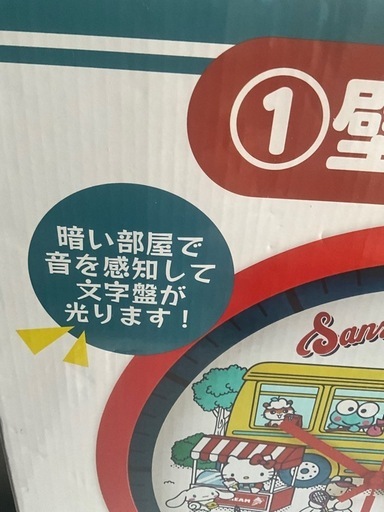 ①壁
暗い部屋で
音を感知して
文字盤が
光ります！
San